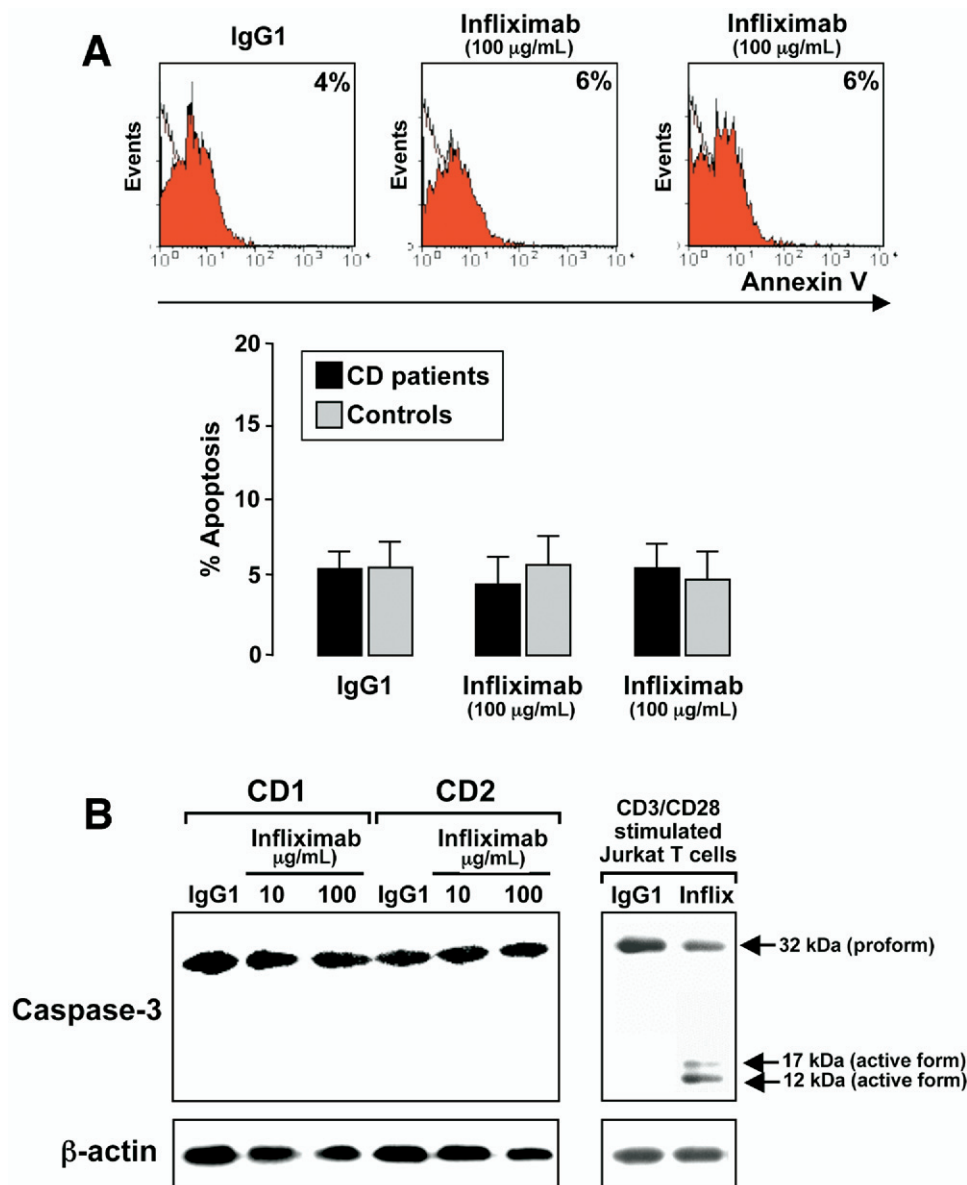 A
IgG1
Infliximab
(100 μg/mL)
Infliximab
(100 μg/mL)
4%
6%
6%
Events
Events
Events
10⁰ 10¹ 10² 10³ 10⁴
10⁰ 10¹ 10² 10³ 10⁴
10⁰ 10¹ 10² 10³ 10⁴
Annexin V
% Apoptosis
20
15
10
5
0
CD patients
Controls
IgG1
Infliximab
(100 μg/mL)
Infliximab
(100 μg/mL)
B
CD1
CD2
Infliximab
μg/mL)
Infliximab
μg/mL)
IgG1 10 100 IgG1 10 100
CD3/CD28
stimulated
Jurkat T cells
IgG1 Inflix
Caspase-3
32 kDa (proform)
17 kDa (active form)
12 kDa (active form)
β-actin